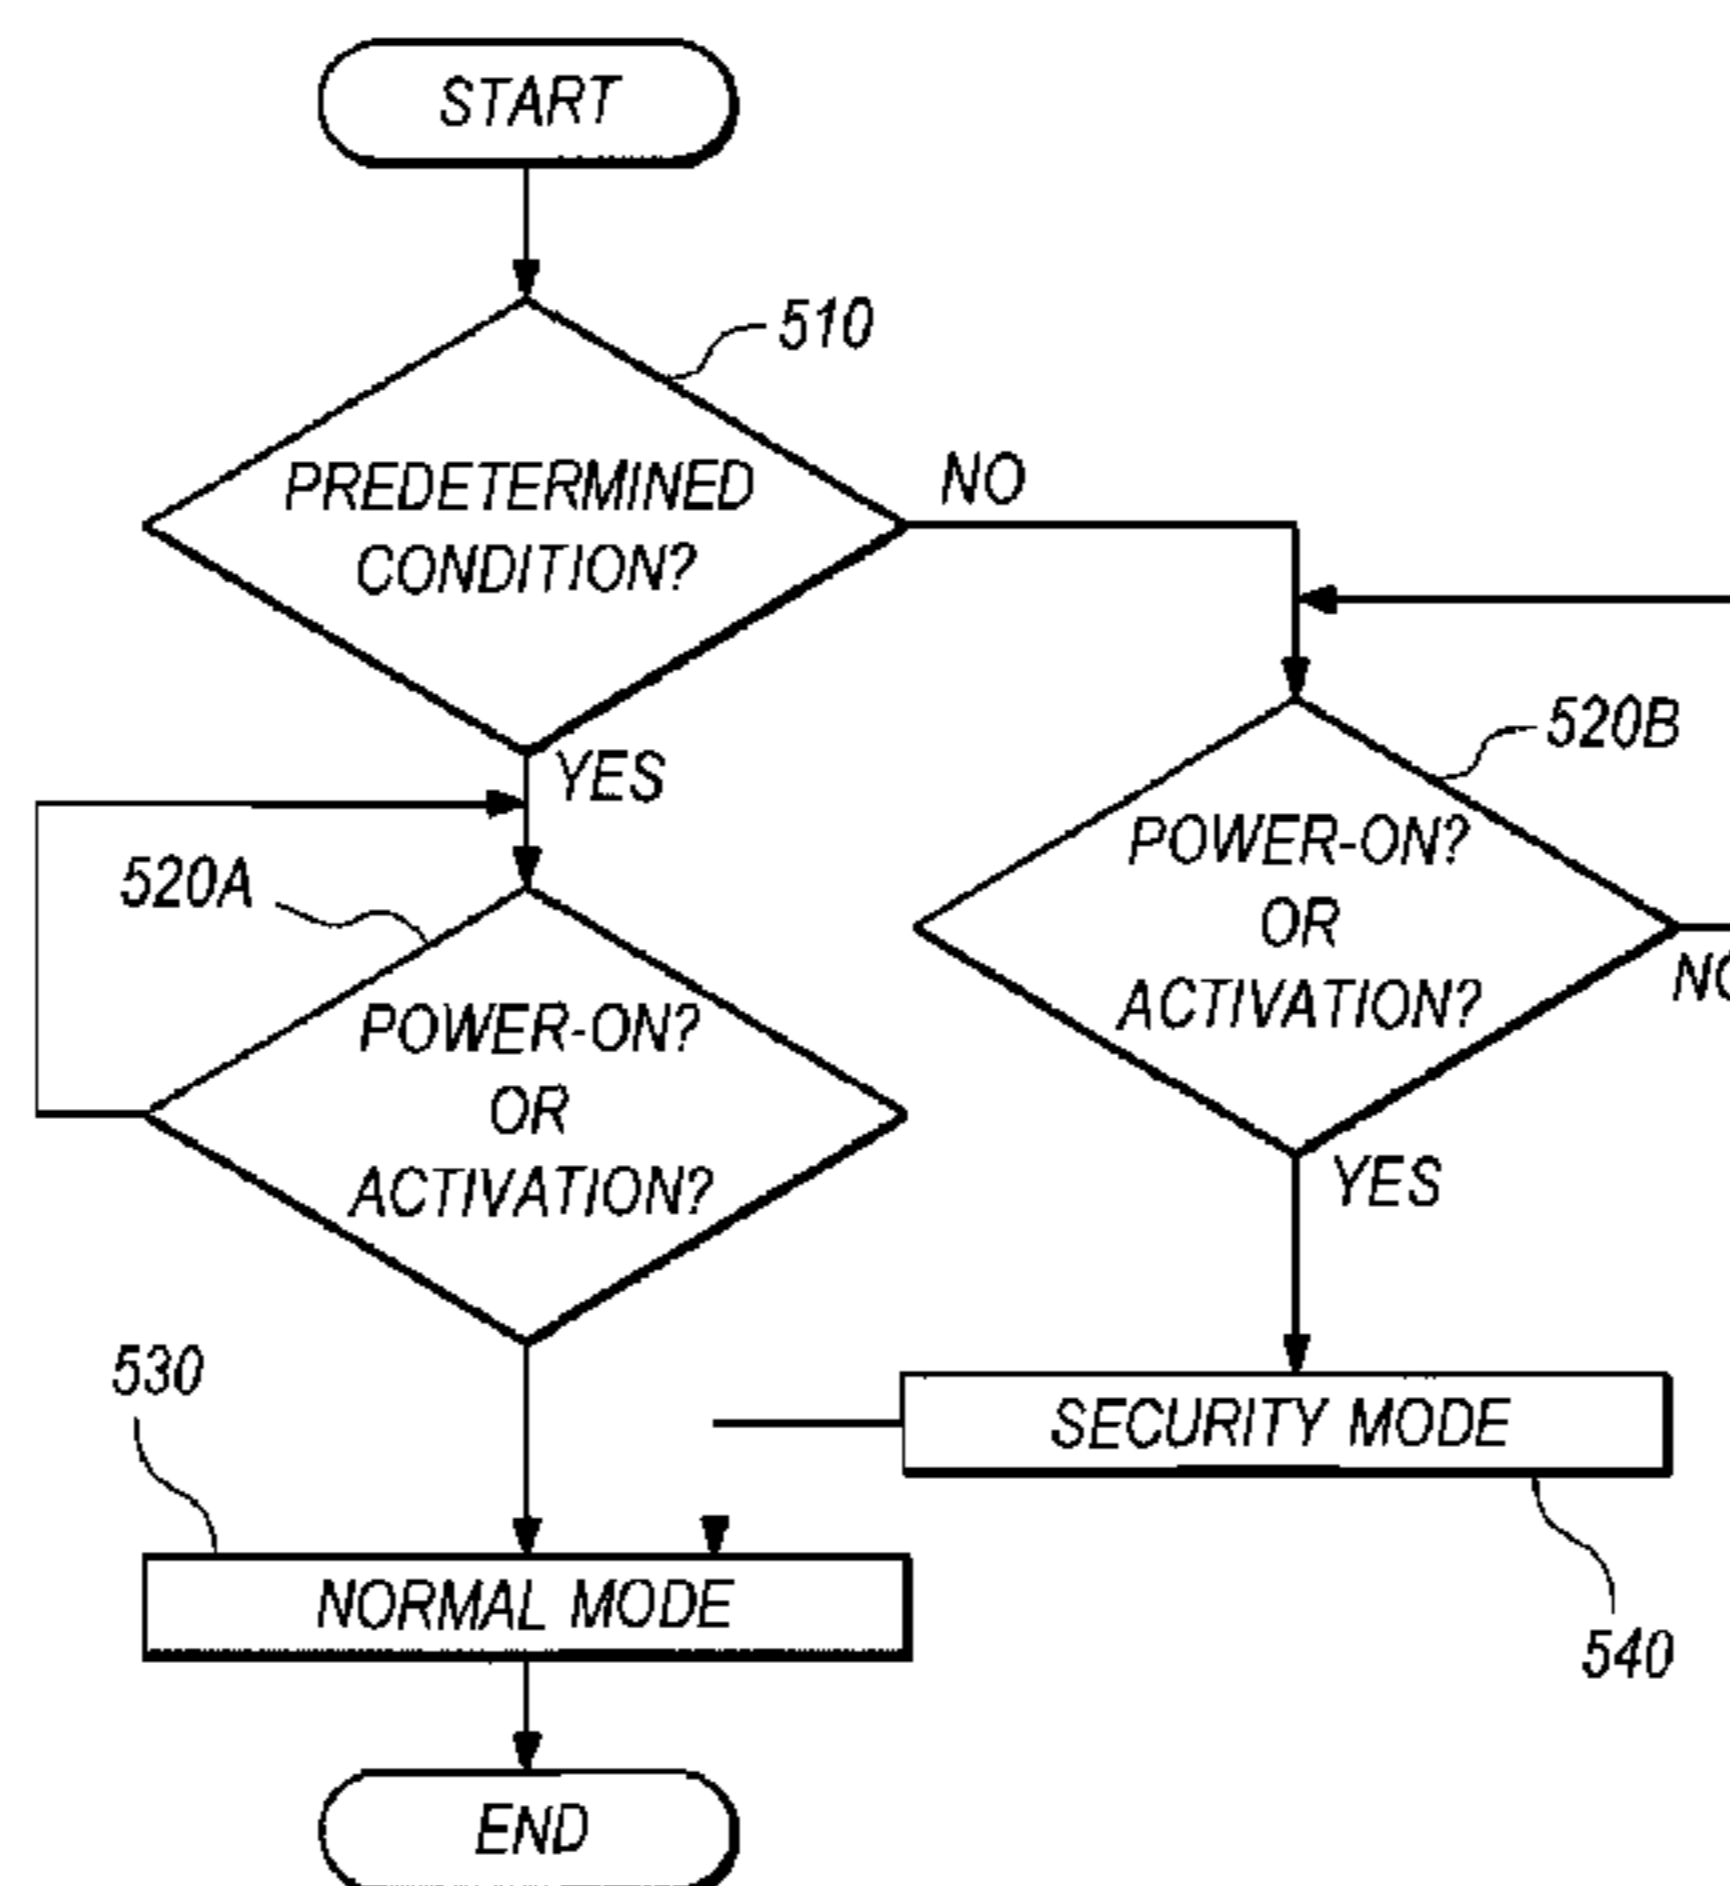 START
510
PREDETERMINED
CONDITION?
NO
YES
520B
POWER-ON?
OR
ACTIVATION?
NO
YES
520A
POWER-ON?
OR
ACTIVATION?
530
SECURITY MODE
540
NORMAL MODE
END